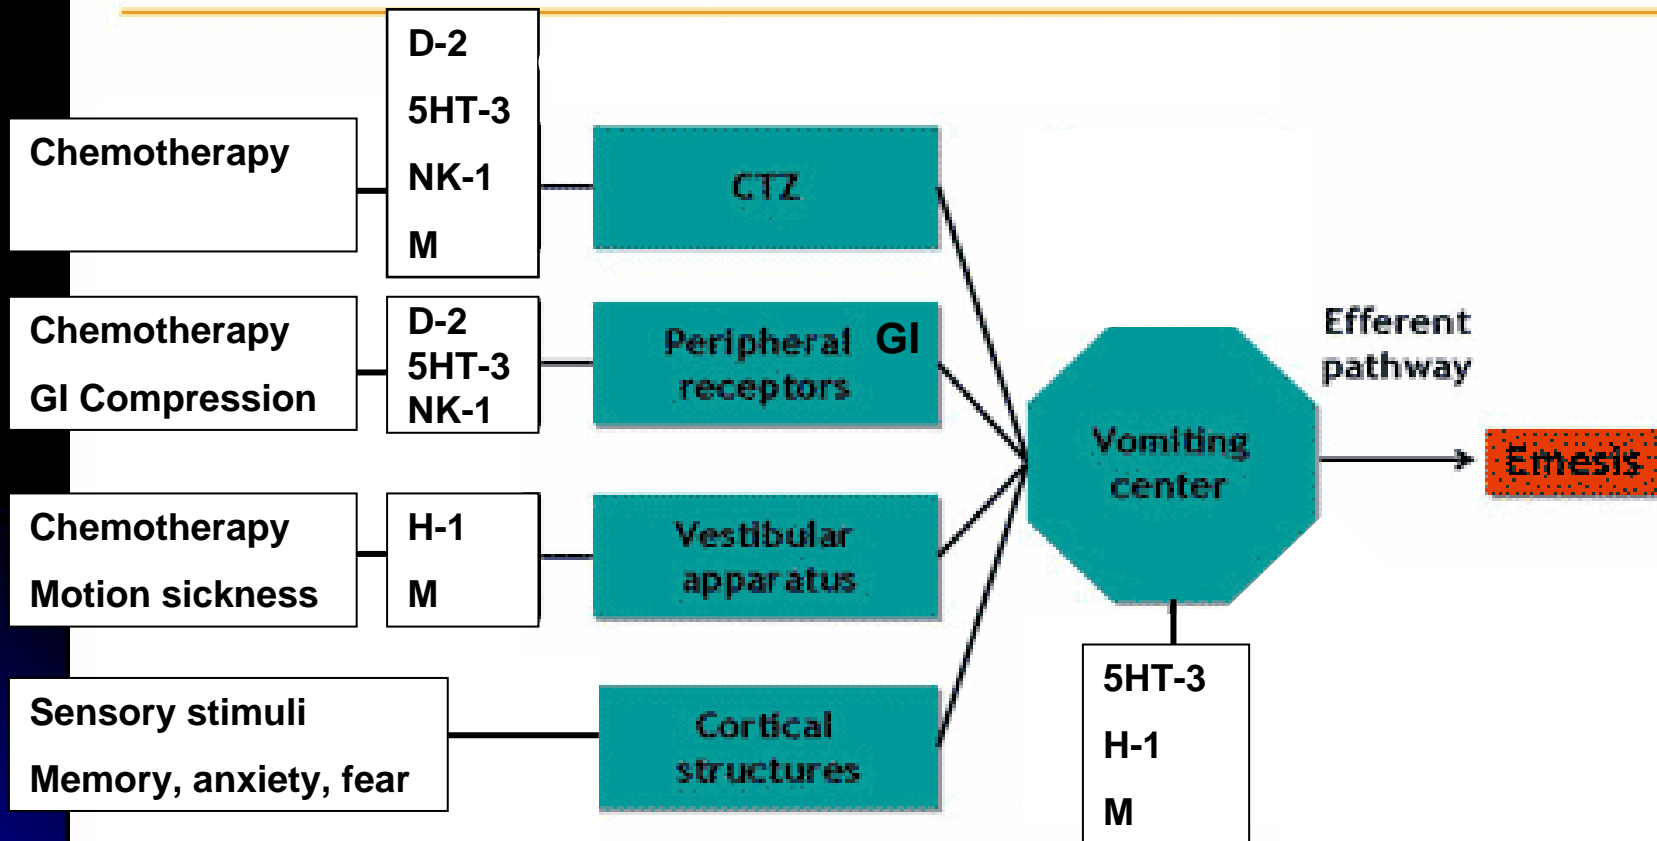 Chemotherapy
D-2
5HT-3
NK-1
M
CTZ
Chemotherapy
GI Compression
D-2
5HT-3
NK-1
Peripheral GI
receptors
Chemotherapy
Motion sickness
H-1
M
Vestibular
apparatus
Sensory stimuli
Memory, anxiety, fear
Cortical
structures
Vomiting
center
5HT-3
H-1
M
Efferent
pathway
Emesis